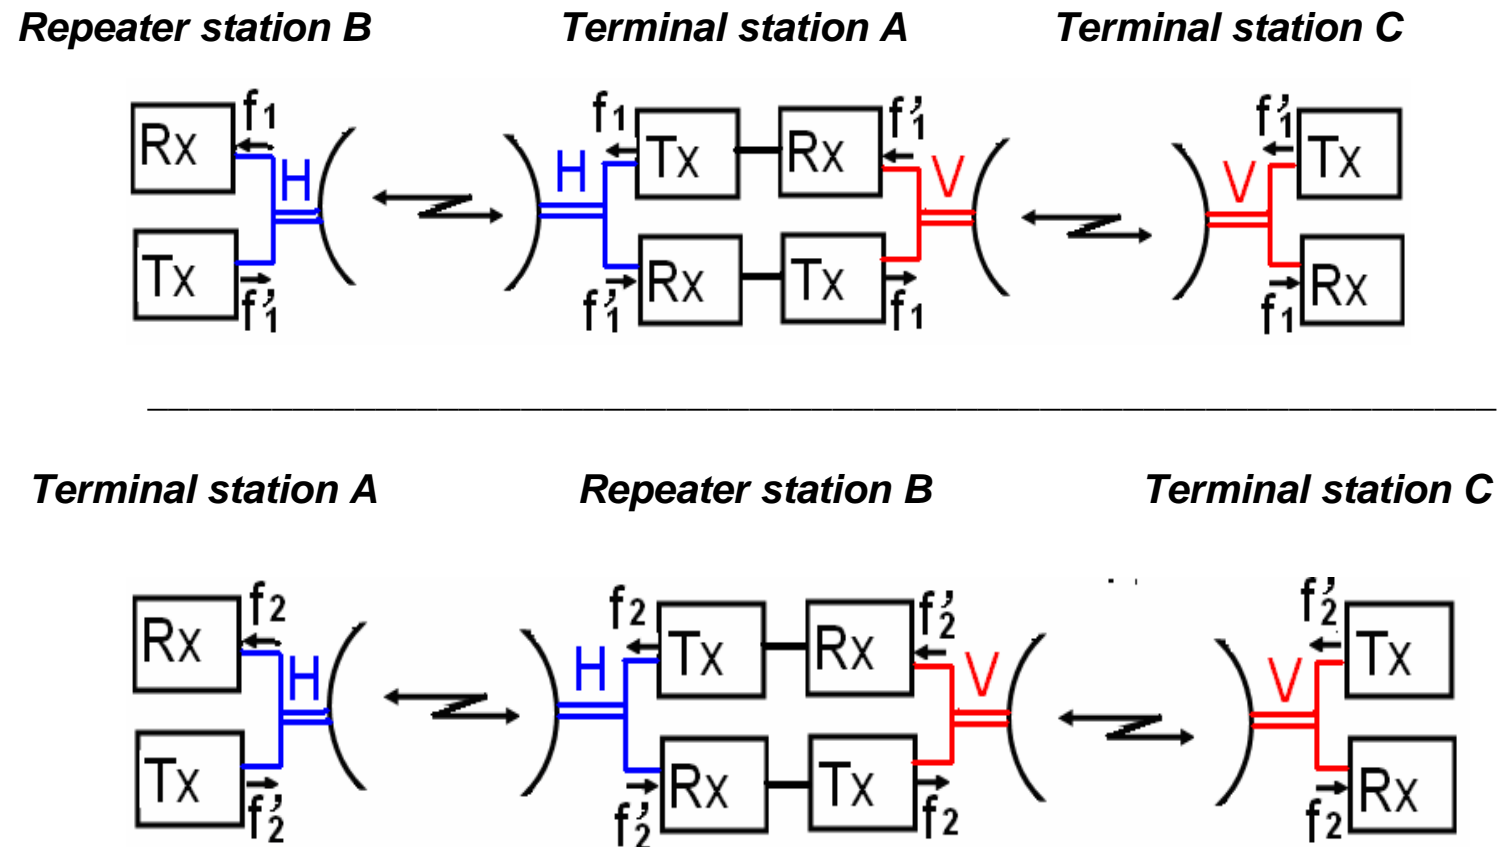 Repeater station B Terminal station A Terminal station C
f1 f1 f'1 f'1
Rx Tx Rx Tx
H H V V
Tx Rx Tx Rx
f'1 f'1 f1 f1
Terminal station A Repeater station B Terminal station C
f2 f2 f'2 f'2
Rx Tx Rx Tx
H H V V
Tx Rx Tx Rx
f'2 f'2 f2 f2